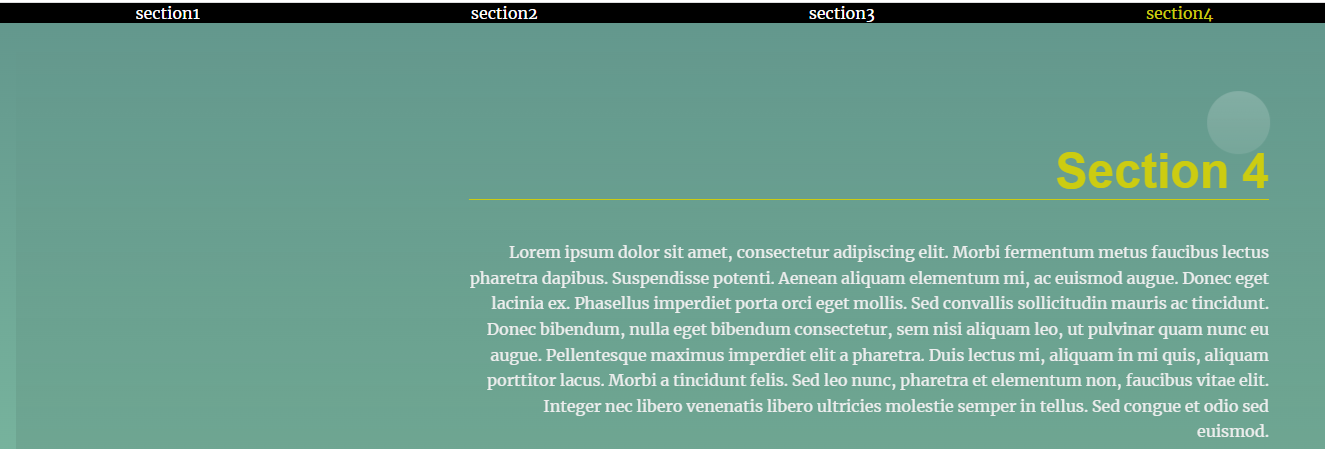 section1 section2 section3 section4
Section 4
Lorem ipsum dolor sit amet, consectetur adipiscing elit. Morbi fermentum metus faucibus lectus
pharetra dapibus. Suspendisse potenti. Aenean aliquam elementum mi, ac euismod augue. Donec eget
lacinia ex. Phasellus imperdiet porta orci eget mollis. Sed convallis sollicitudin mauris ac tincidunt.
Donec bibendum, nulla eget bibendum consectetur, sem nisi aliquam leo, ut pulvinar quam nunc eu
augue. Pellentesque maximus imperdiet elit a pharetra. Duis lectus mi, aliquam in mi quis, aliquam
porttitor lacus. Morbi a tincidunt felis. Sed leo nunc, pharetra et elementum non, faucibus vitae elit.
Integer nec libero venenatis libero ultricies molestie semper in tellus. Sed congue et odio sed
euismod.